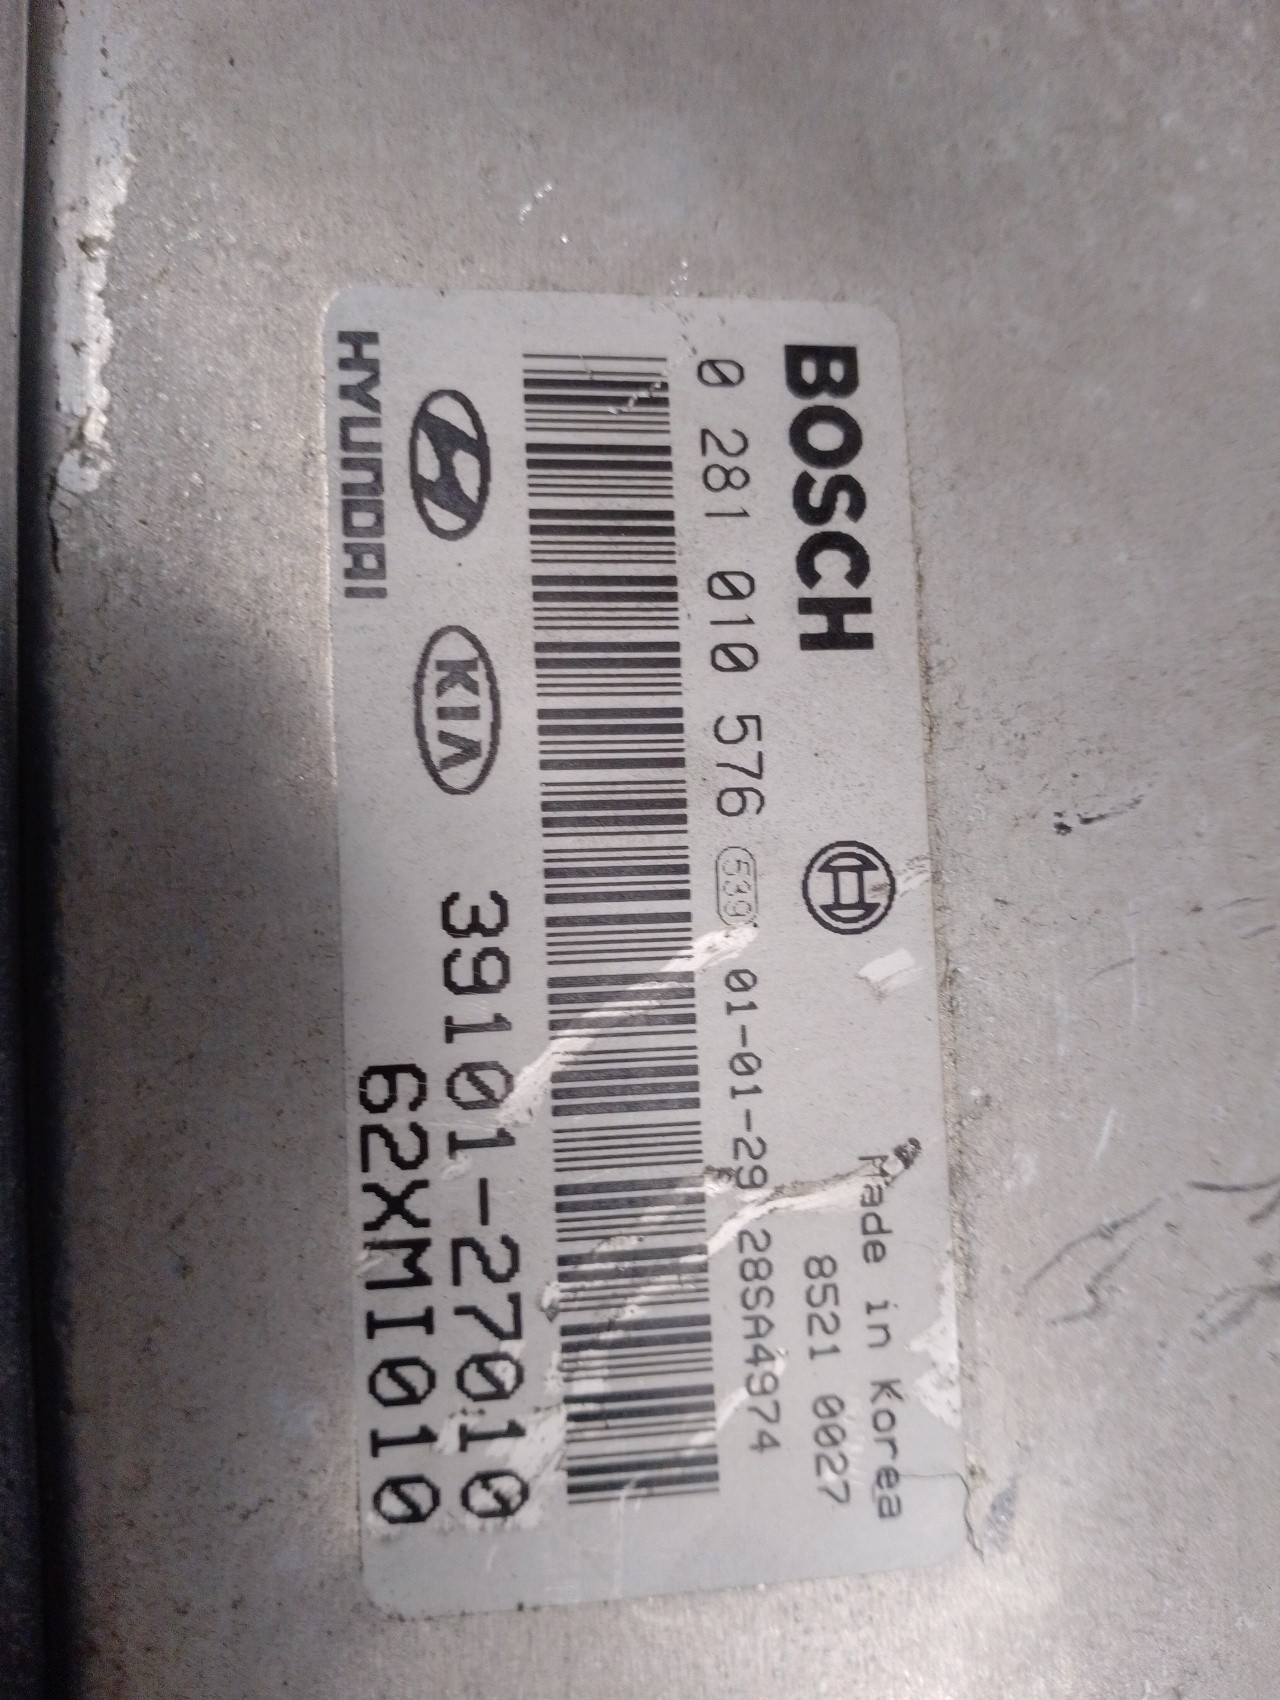 BOSCH
Made in Korea
8521 0027
0 281 010 576 539 01-01-29 28SA4974
KIA
39101-27010
HYUNDAI
62XMI010